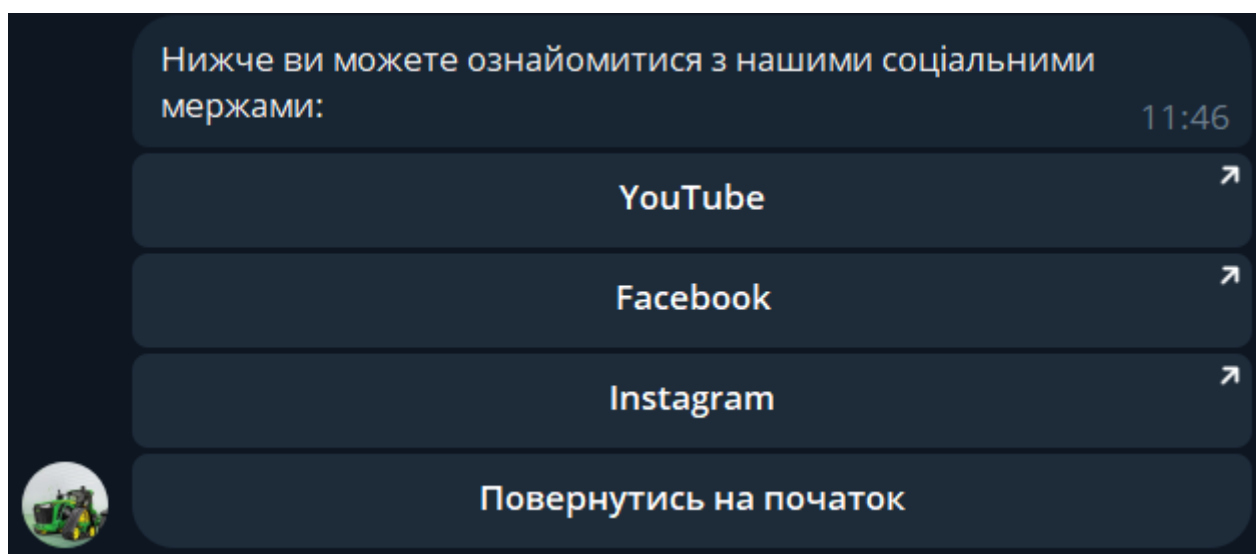 Нижче ви можете ознайомитися з нашими соціальними
мержами:
11:46
YouTube
Facebook
Instagram
Повернутись на початок